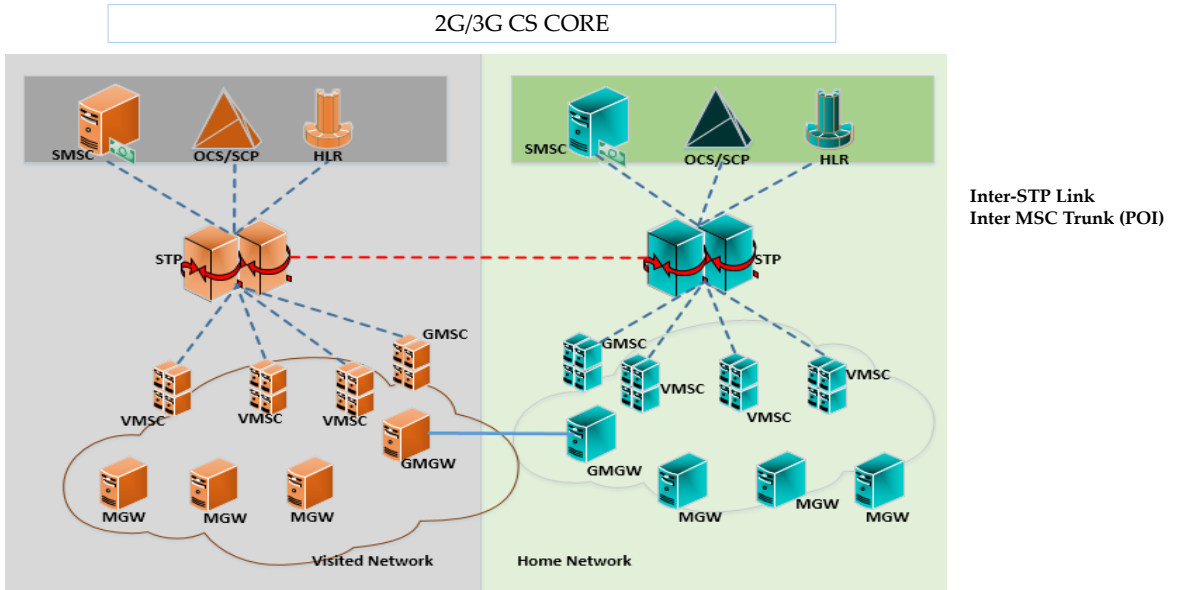 2G/3G CS CORE
SMSC
OCS/SCP
HLR
SMSC
OCS/SCP
HLR
Inter-STP Link
Inter MSC Trunk (POI)
STP
STP
GMSC
GMSC
VMSC
VMSC
VMSC
VMSC
VMSC
VMSC
GMGW
GMGW
MGW
MGW
MGW
MGW
MGW
MGW
Visited Network
Home Network